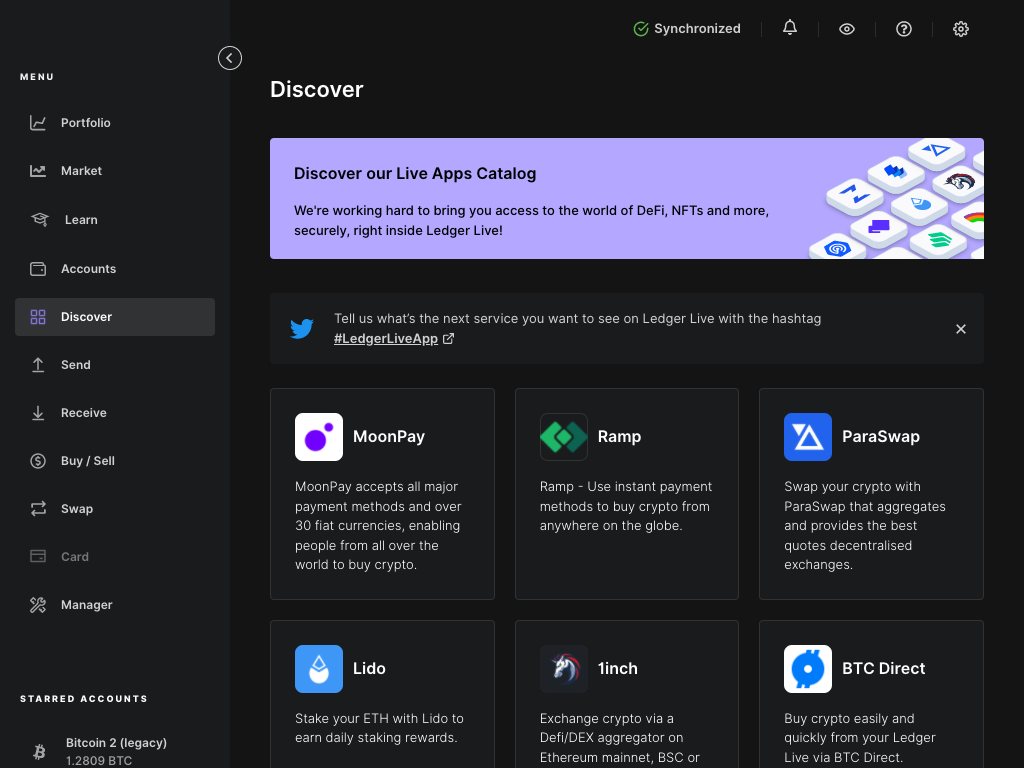 Synchronized
MENU
Portfolio
Market
Learn
Accounts
Discover
Send
Receive
Buy / Sell
Swap
Card
Manager
STARRED ACCOUNTS
Bitcoin 2 (legacy)
1.2809 BTC
Discover
Discover our Live Apps Catalog
We're working hard to bring you access to the world of DeFi, NFTs and more,
securely, right inside Ledger Live!
Tell us what’s the next service you want to see on Ledger Live with the hashtag
#LedgerLiveApp
MoonPay
MoonPay accepts all major
payment methods and over
30 fiat currencies, enabling
people from all over the
world to buy crypto.
Ramp
Ramp - Use instant payment
methods to buy crypto from
anywhere on the globe.
ParaSwap
Swap your crypto with
ParaSwap that aggregates
and provides the best
quotes decentralised
exchanges.
Lido
Stake your ETH with Lido to
earn daily staking rewards.
1inch
Exchange crypto via a
Defi/DEX aggregator on
Ethereum mainnet, BSC or
BTC Direct
Buy crypto easily and
quickly from your Ledger
Live via BTC Direct.